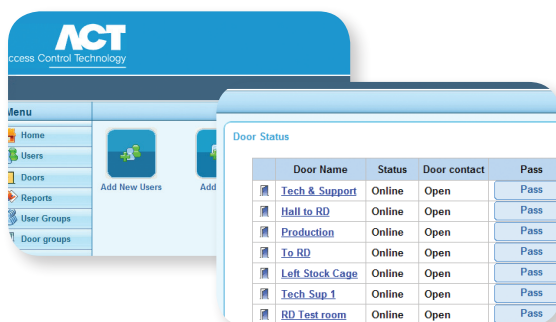 ACT
ccess Control Technology
Menu
Home
Users
Doors
Reports
User Groups
Door groups
Add New Users
Add
Door Status
Door Name Status Door contact Pass
Tech & Support Online Open Pass
Hall to RD Online Open Pass
Production Online Open Pass
To RD Online Open Pass
Left Stock Cage Online Open Pass
Tech Sup 1 Online Open Pass
RD Test room Online Open Pass